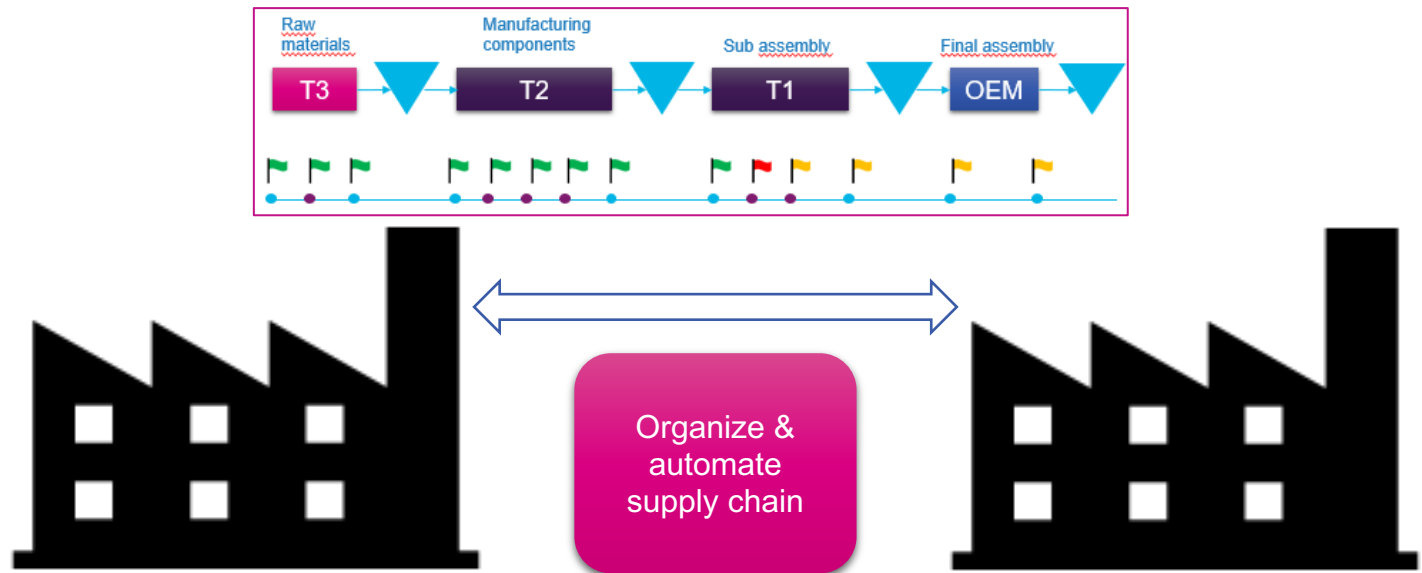 Raw
materials
Manufacturing
components
Sub assembly
Final assembly
T3
T2
T1
OEM
Organize &
automate
supply chain